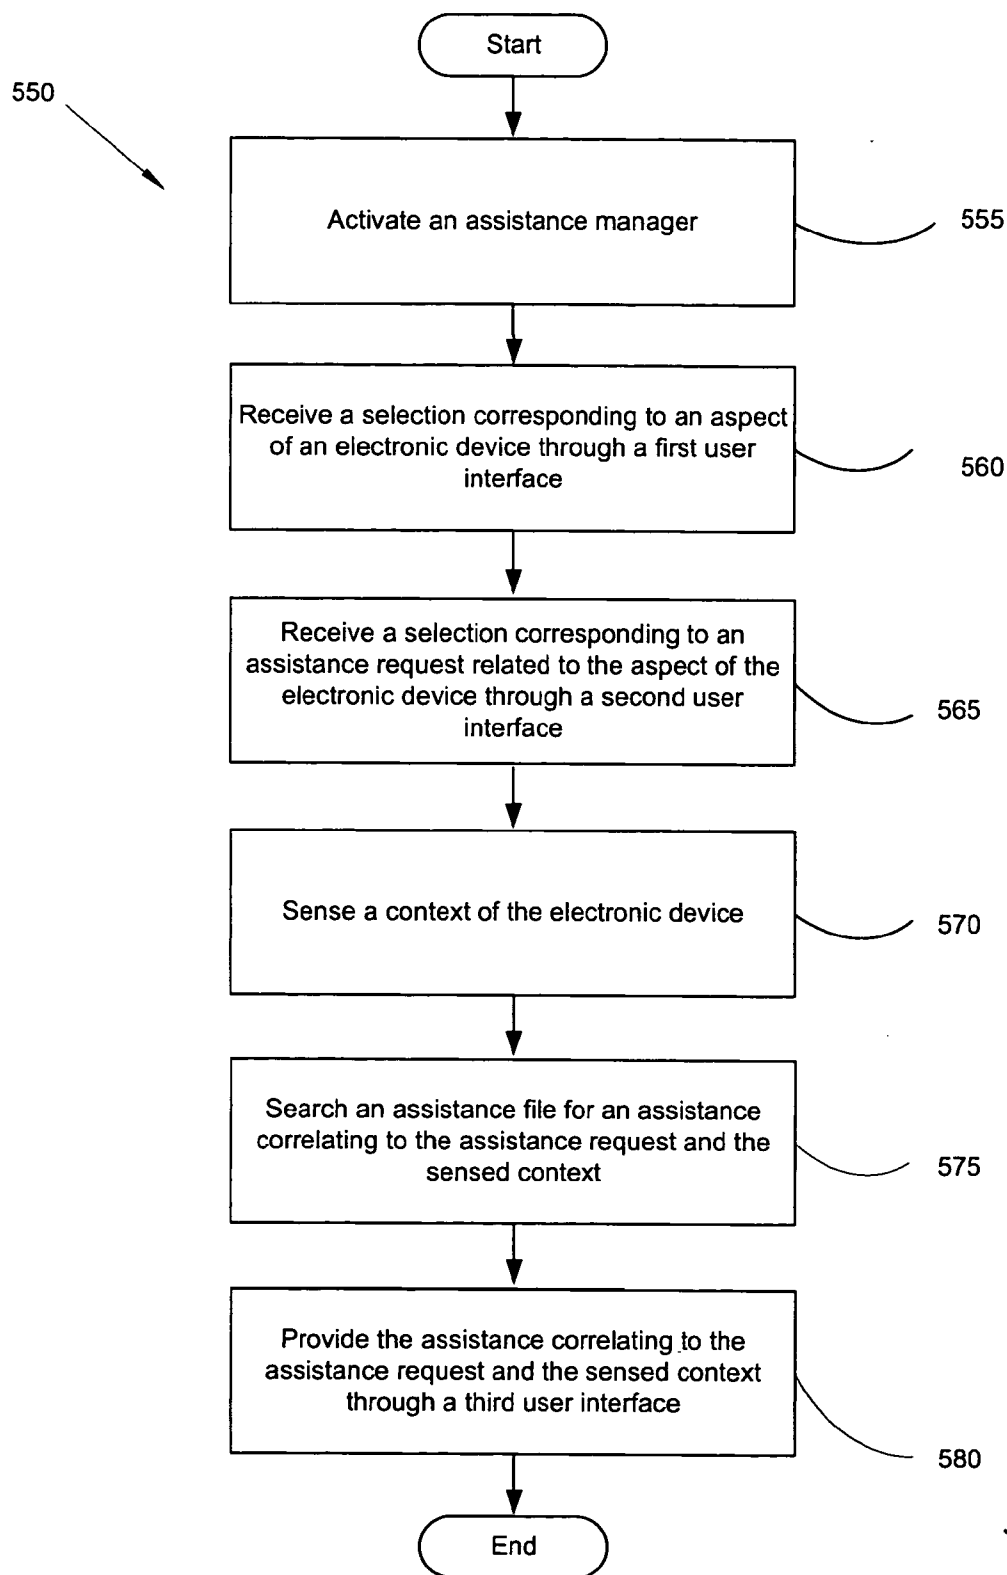 Start
550
Activate an assistance manager
555
Receive a selection corresponding to an aspect
of an electronic device through a first user
interface
560
Receive a selection corresponding to an
assistance request related to the aspect of the
electronic device through a second user
interface
565
Sense a context of the electronic device
570
Search an assistance file for an assistance
correlating to the assistance request and the
sensed context
575
Provide the assistance correlating to the
assistance request and the sensed context
through a third user interface
580
End